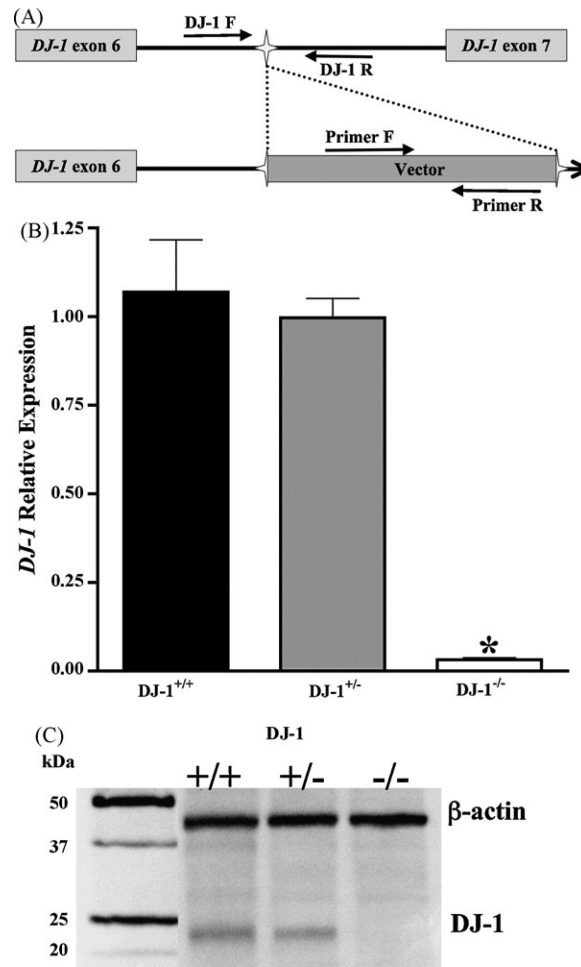 (A)
DJ-1 F
DJ-1 exon 6
DJ-1 exon 7
DJ-1 R
Primer F
DJ-1 exon 6
Vector
Primer R
(B)
DJ-1 Relative Expression
1.25
1.00
0.75
0.50
0.25
0.00
*
DJ-1+/+
DJ-1+/-
DJ-1-/-
(C)
DJ-1
kDa
+/+
+/-
-/-
50
β-actin
37
25
DJ-1
20